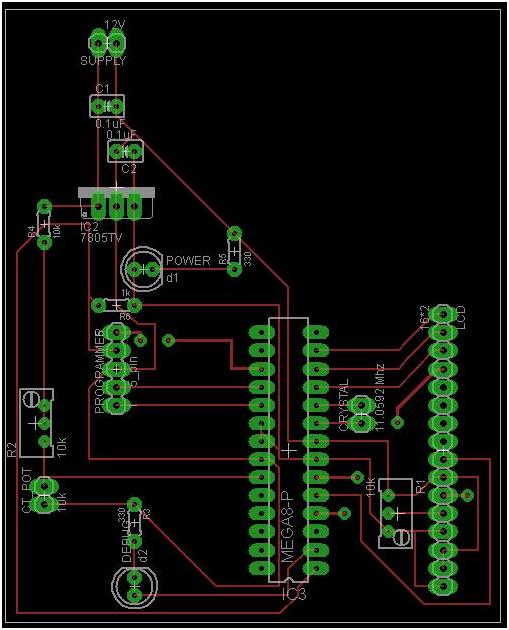 12V
SUPPLY
C1
0.1uF
0.1uF
C2
IC2
7805TV
R4
10k
POWER
d1
R5
330
1k
R6
PROGRAMMER
5_pin
16*2
LCD
CRYSTAL
11.0592 Mhz
R2
10k
CT_POT
10k
330
R3
DEBUG
d2
MEGA8-P
IC3
10k
R1